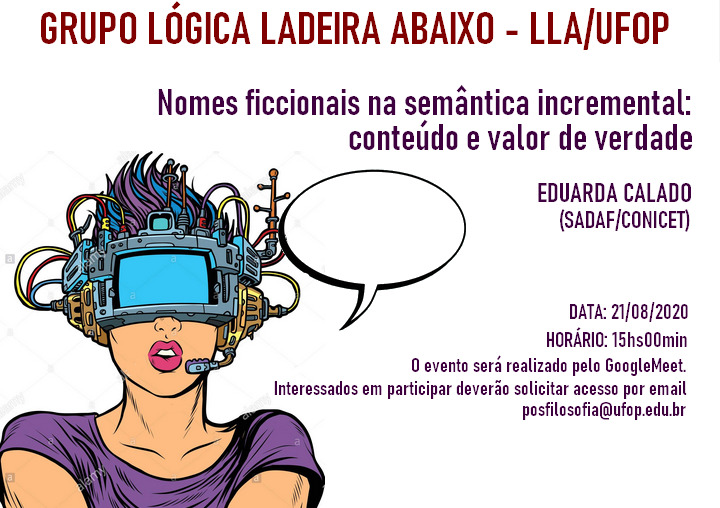 GRUPO LÓGICA LADEIRA ABAIXO - LLA/UFOP
Nomes ficcionais na semântica incremental:
conteúdo e valor de verdade
EDUARDA CALADO
(SADAF/CONICET)
DATA: 21/08/2020
HORÁRIO: 15hs00min
O evento será realizado pelo GoogleMeet.
Interessados em participar deverão solicitar acesso por email
posfilosofia@ufop.edu.br
alamy